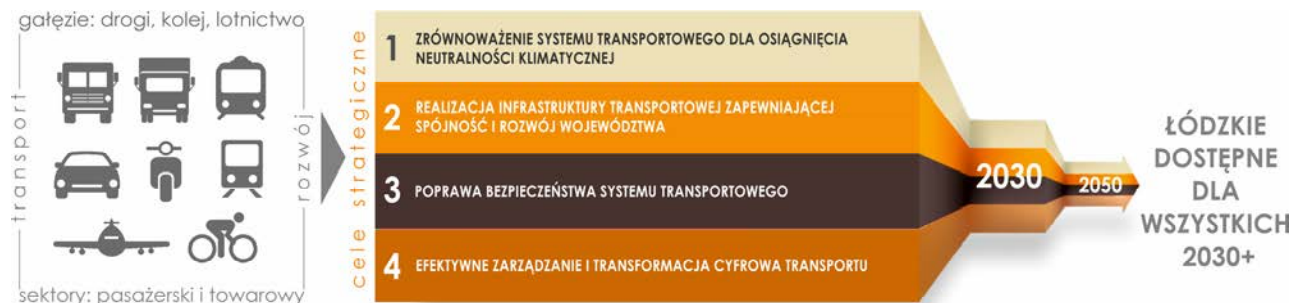 gałęzie: drogi, kolej, lotnictwo
transport
rozwój
sektory: pasażerski i towarowy
cele strategiczne
1
ZRÓWNOWAŻENIE SYSTEMU TRANSPORTOWEGO DLA OSIĄGNIĘCIA
NEUTRALNOŚCI KLIMATYCZNEJ
2
REALIZACJA INFRASTRUKTURY TRANSPORTOWEJ ZAPEWNIAJĄCEJ
SPÓJNOŚĆ I ROZWÓJ WOJEWÓDZTWA
3
POPRAWA BEZPIECZEŃSTWA SYSTEMU TRANSPORTOWEGO
4
EFEKTYWNE ZARZĄDZANIE I TRANSFORMACJA CYFROWA TRANSPORTU
2030
2050
ŁÓDZKIE
DOSTĘPNE
DLA
WSZYSTKICH
2030+